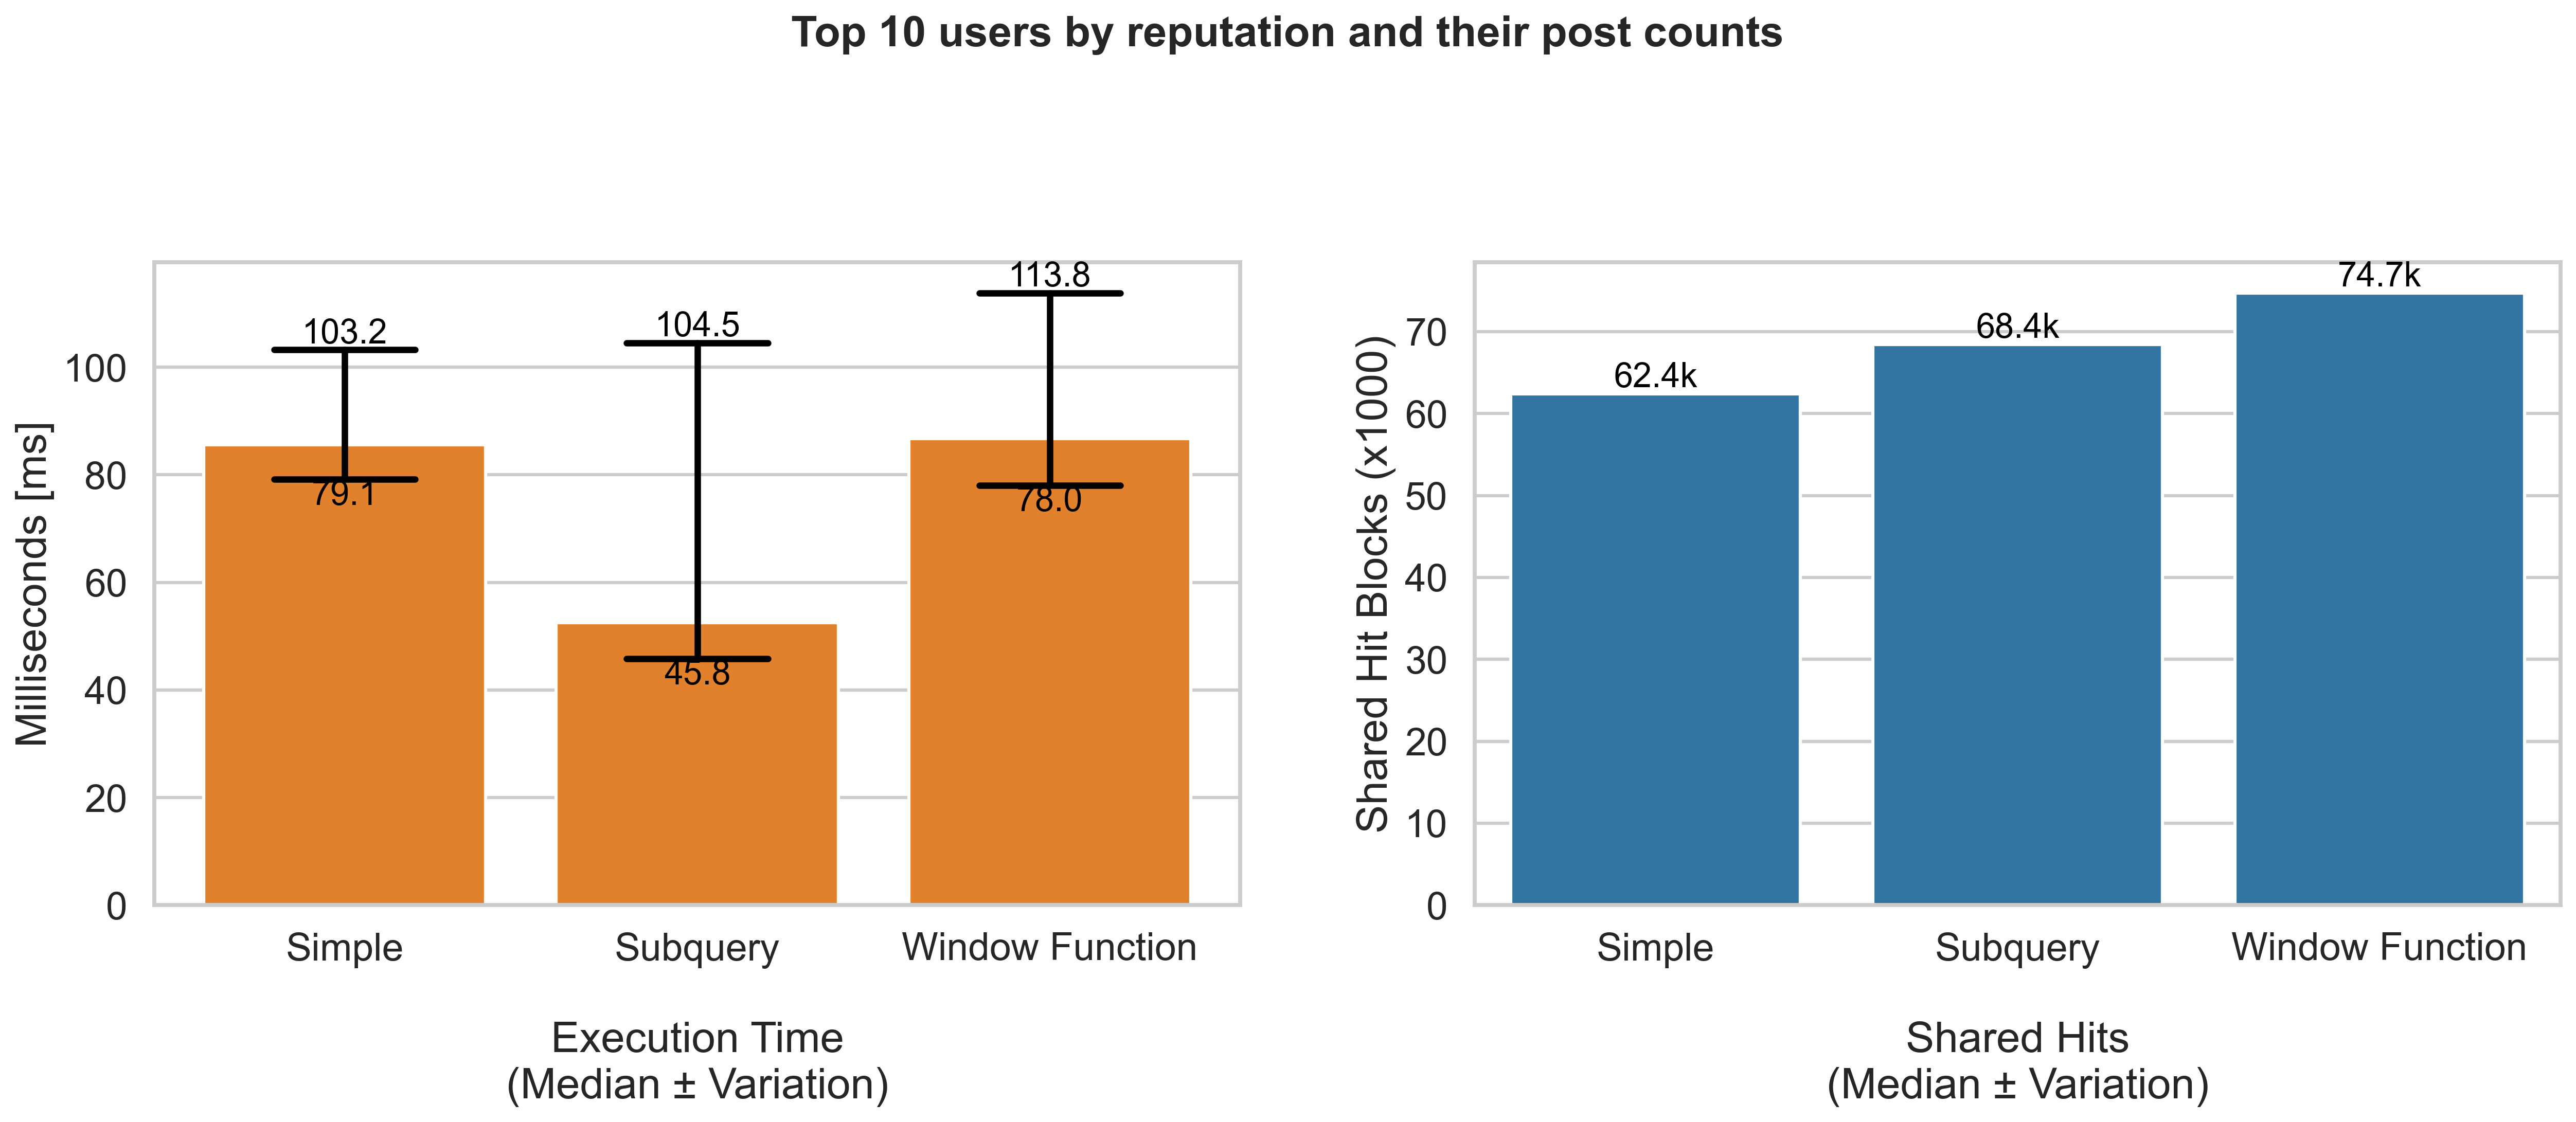 Top 10 users by reputation and their post counts
Milliseconds [ms]
100
80
60
40
20
0
103.2
79.1
104.5
45.8
113.8
78.0
Simple
Subquery
Window Function
Execution Time
(Median ± Variation)
Shared Hit Blocks (x1000)
70
60
50
40
30
20
10
0
62.4k
68.4k
74.7k
Simple
Subquery
Window Function
Shared Hits
(Median ± Variation)